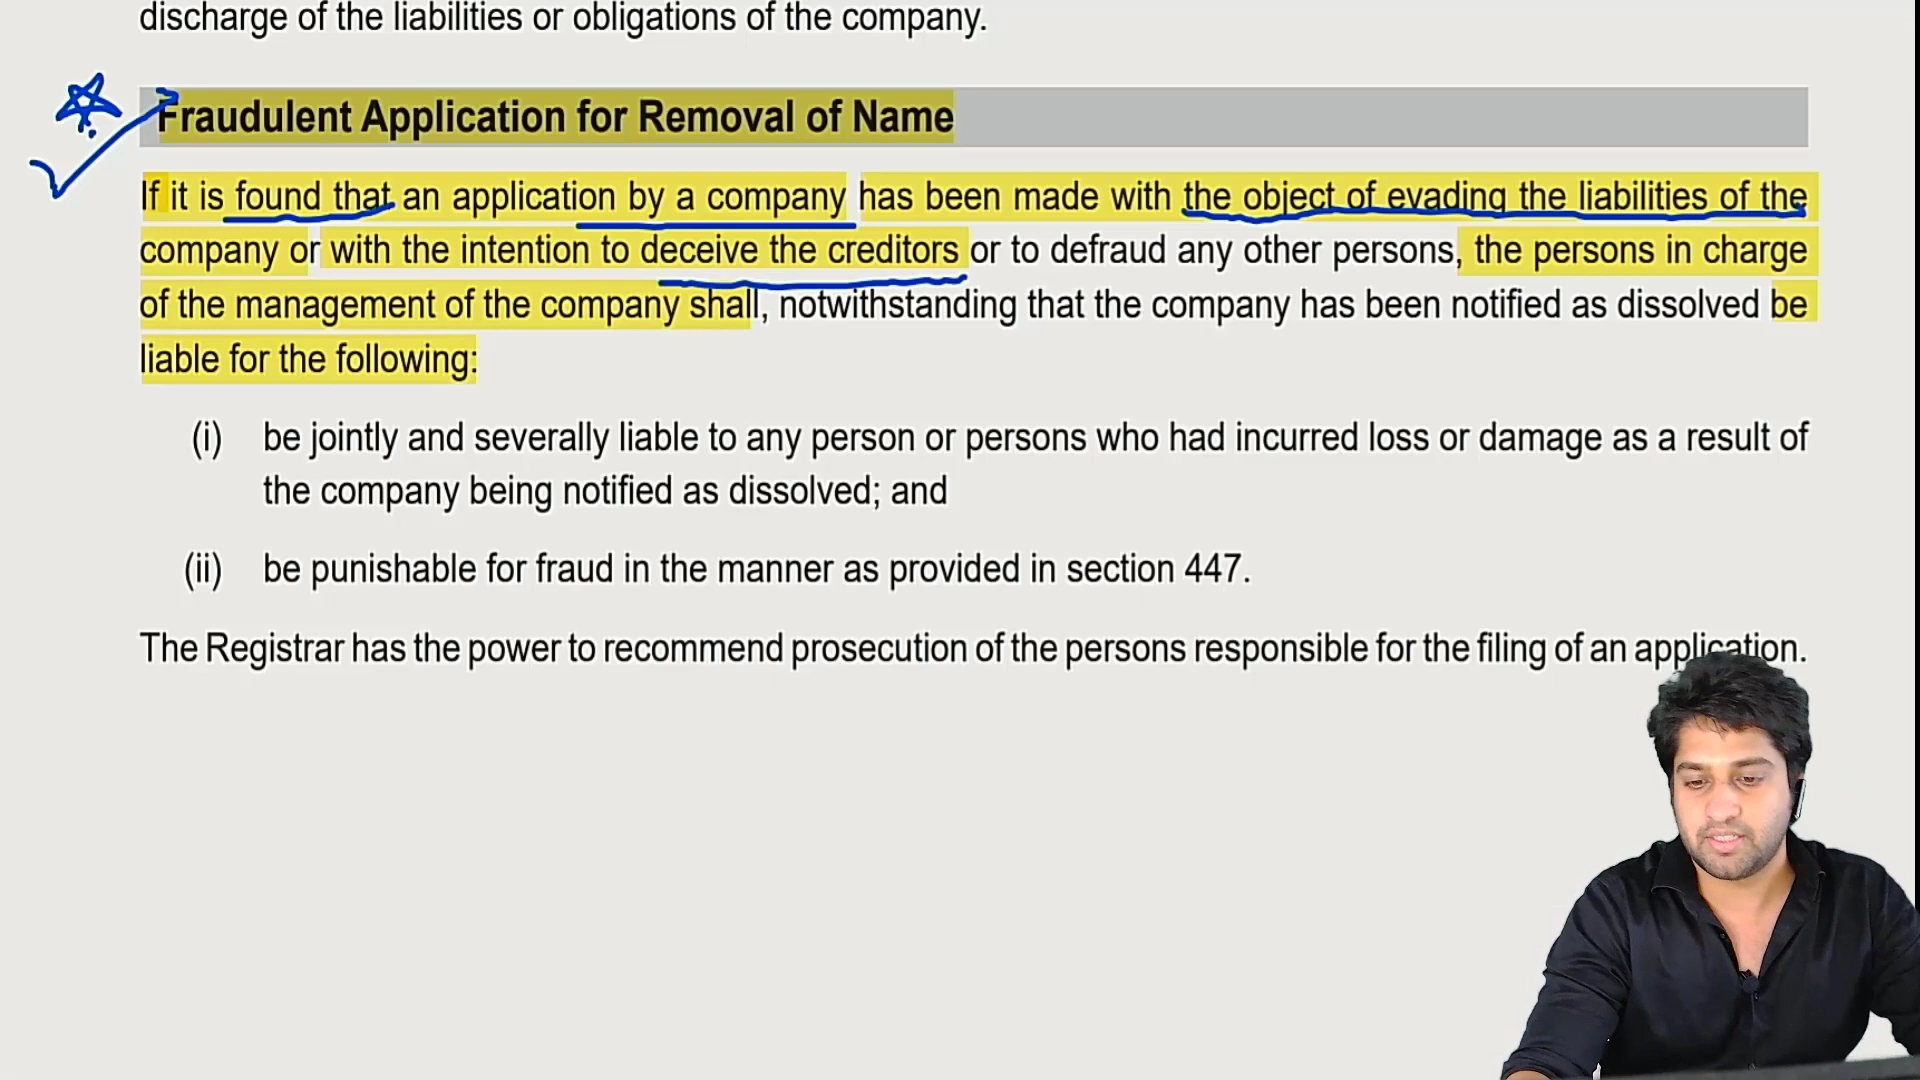 discharge of the liabilities or obligations of the company.
Fraudulent Application for Removal of Name
If it is found that an application by a company has been made with the object of evading the liabilities of the
company or with the intention to deceive the creditors or to defraud any other persons, the persons in charge
of the management of the company shall, notwithstanding that the company has been notified as dissolved be
liable for the following:
(i) be jointly and severally liable to any person or persons who had incurred loss or damage as a result of
the company being notified as dissolved; and
(ii) be punishable for fraud in the manner as provided in section 447.
The Registrar has the power to recommend prosecution of the persons responsible for the filing of an application.